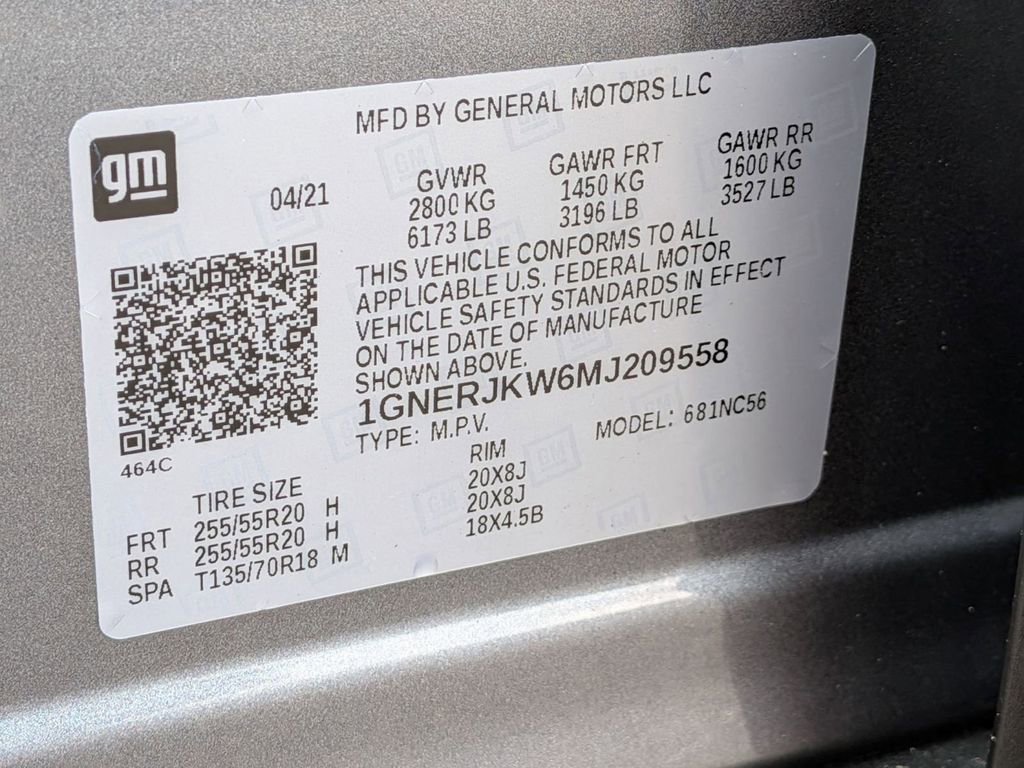 MFD BY GENERAL MOTORS LLC
gm
04/21
GVWR
2800 KG
6173 LB
GAWR FRT
1450 KG
3196 LB
GAWR RR
1600 KG
3527 LB
THIS VEHICLE CONFORMS TO ALL
APPLICABLE U.S. FEDERAL MOTOR
VEHICLE SAFETY STANDARDS IN EFFECT
ON THE DATE OF MANUFACTURE
SHOWN ABOVE.
1GNERJKW6MJ209558
TYPE: M.P.V. MODEL: 681NC56
464C
TIRE SIZE RIM
FRT 255/55R20 H 20X8J
RR 255/55R20 H 20X8J
SPA T135/70R18 M 18X4.5B